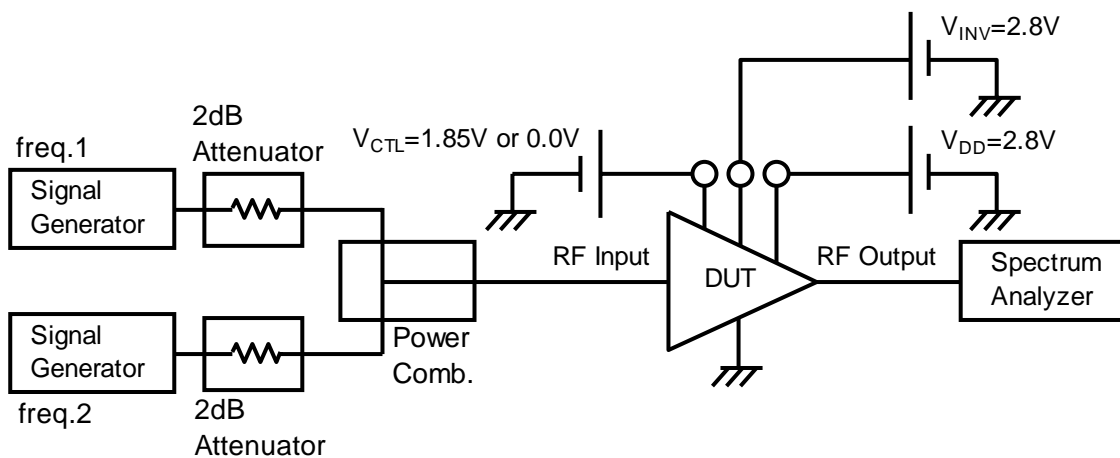 V_INV=2.8V
2dB
Attenuator
freq.1
V_CTL=1.85V or 0.0V
V_DD=2.8V
Signal
Generator
RF Input
DUT
RF Output
Spectrum
Analyzer
Signal
Generator
Power
Comb.
freq.2
2dB
Attenuator